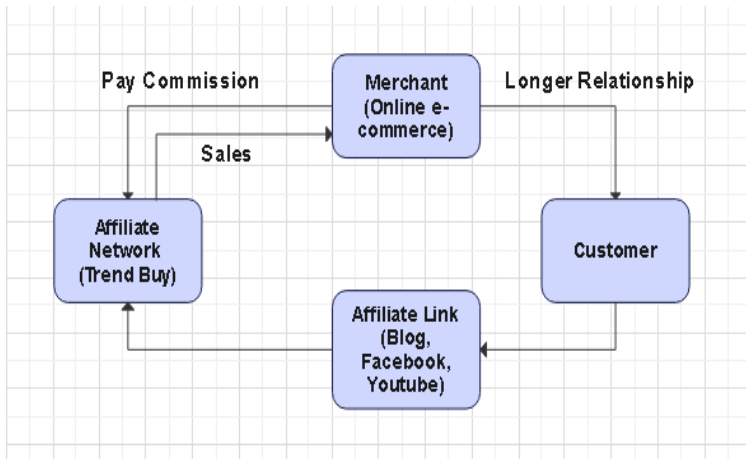 Pay Commission
Merchant
(Online e-
commerce)
Longer Relationship
Sales
Affiliate
Network
(Trend Buy)
Customer
Affiliate Link
(Blog,
Facebook,
Youtube)